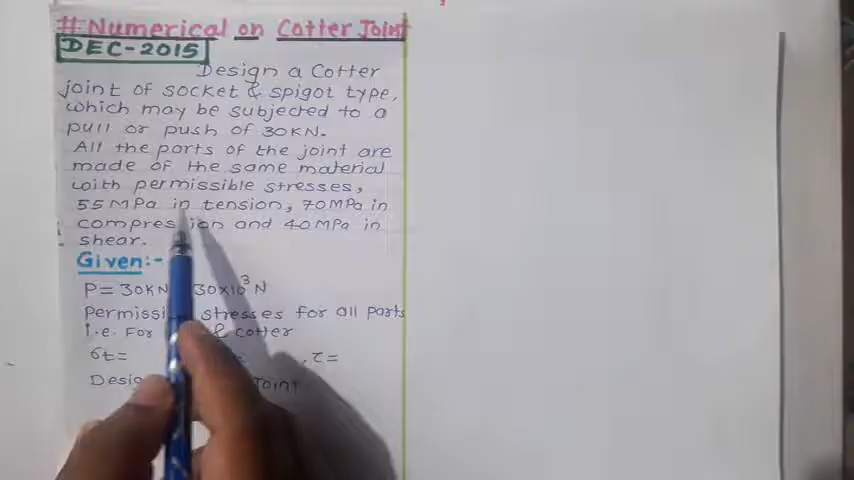 # Numerical on Cotter Joint
DEC-2015
Design a Cotter
joint of socket & spigot type,
which may be subjected to a
pull or push of 30KN.
All the parts of the joint are
made of the same material
with permissible stresses,
55MPa in tension, 70MPa in
compression and 40MPa in
shear.
Given:-
P=30KN 30×10³ N
Permissi stresses for all parts
i.e. For & cotter
σt= , τ=
Desig Joint